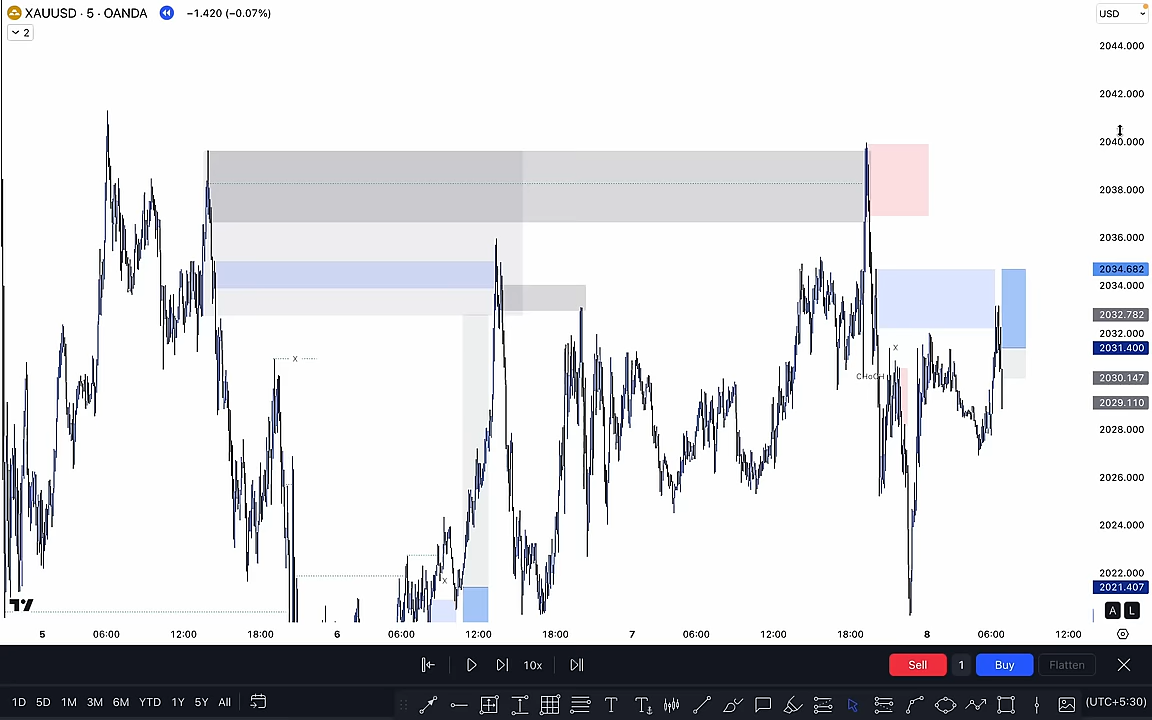 XAUUSD · 5 · OANDA −1.420 (−0.07%)
2
USD
2044.000
2042.000
2040.000
2038.000
2036.000
2034.682
2034.000
2032.782
2032.000
2031.400
2030.147
2029.110
2028.000
2026.000
2024.000
2022.000
2021.407
x
x
CHoCH
x
A L
5 06:00 12:00 18:00 6 06:00 12:00 18:00 7 06:00 12:00 18:00 8 06:00 12:00
10x Sell 1 Buy Flatten
1D 5D 1M 3M 6M YTD 1Y 5Y All (UTC+5:30)